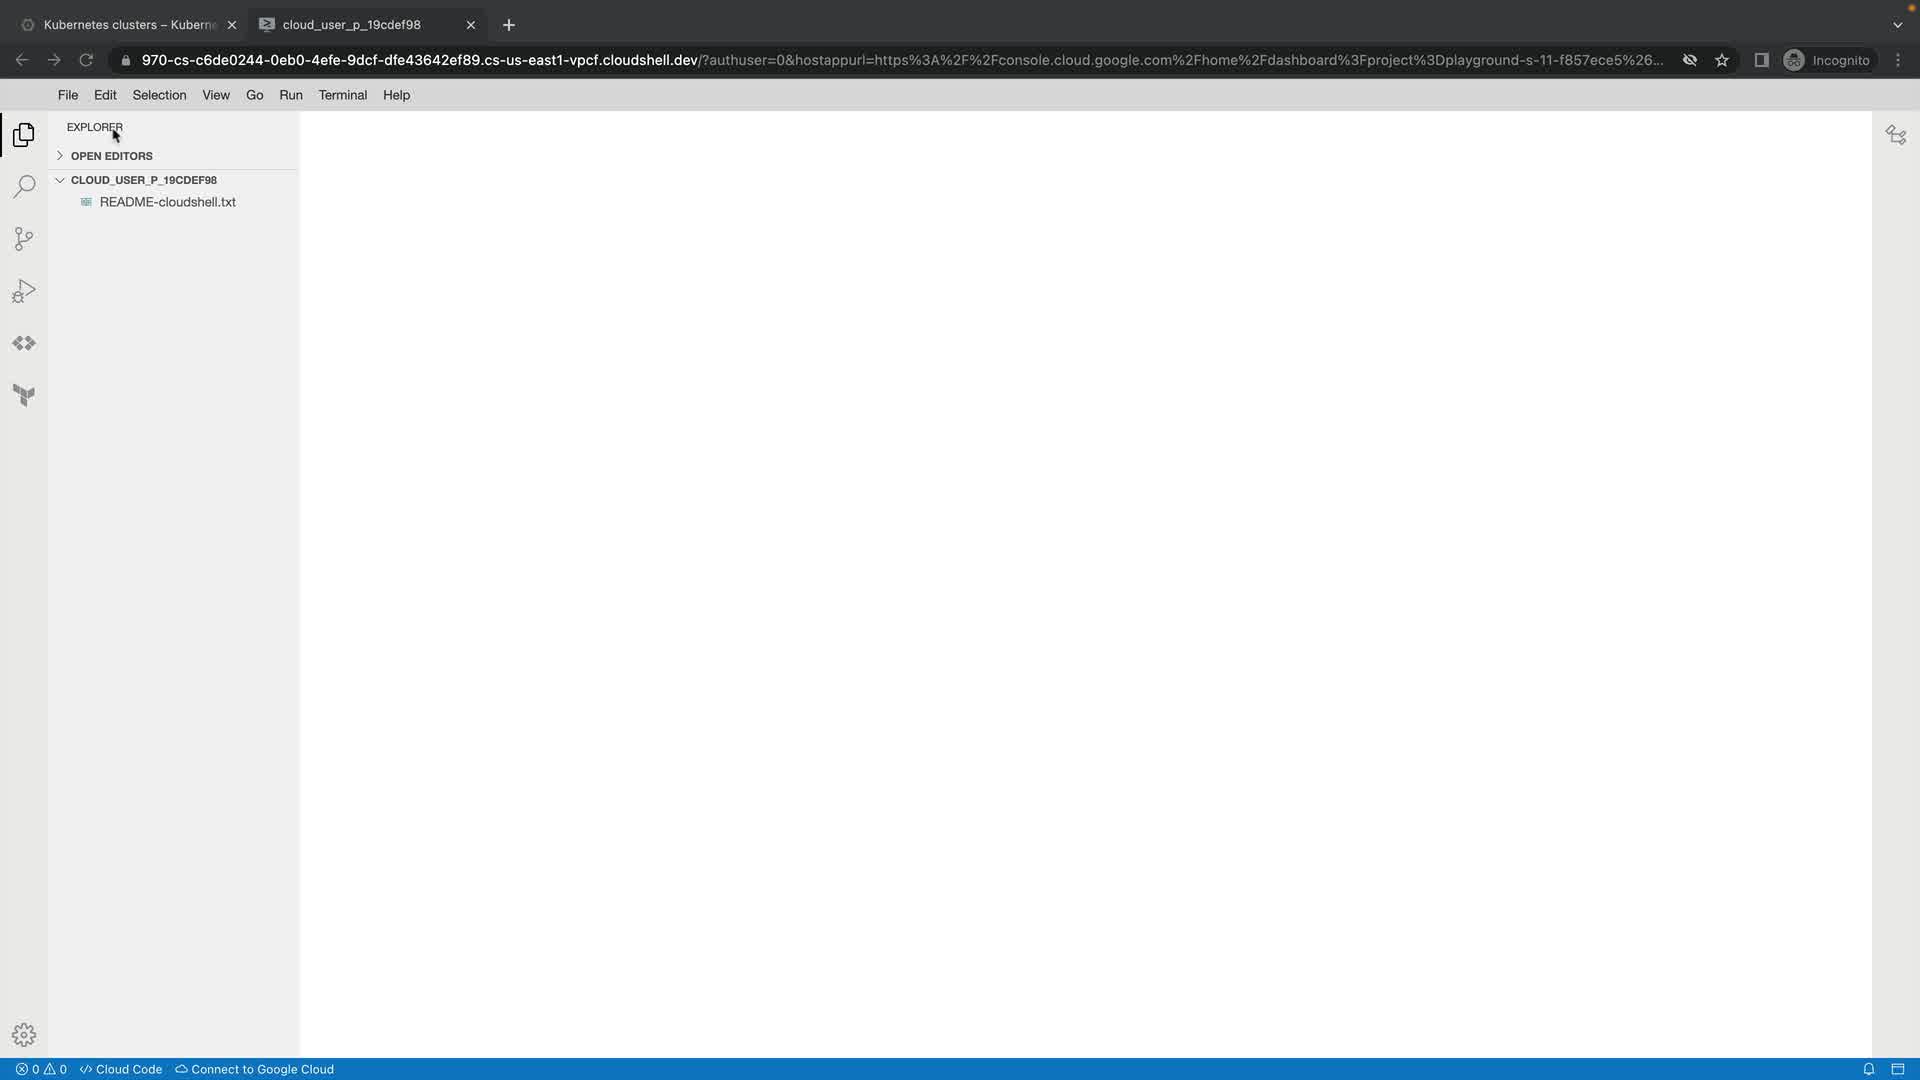 Kubernetes clusters – Kuberne
cloud_user_p_19cdef98
970-cs-c6de0244-0eb0-4efe-9dcf-dfe43642ef89.cs-us-east1-vpcf.cloudshell.dev/?authuser=0&hostappurl=https%3A%2F%2Fconsole.cloud.google.com%2Fhome%2Fdashboard%3Fproject%3Dplayground-s-11-f857ece5%26...
Incognito
File Edit Selection View Go Run Terminal Help
EXPLORER
OPEN EDITORS
CLOUD_USER_P_19CDEF98
README-cloudshell.txt
0 0 Cloud Code Connect to Google Cloud